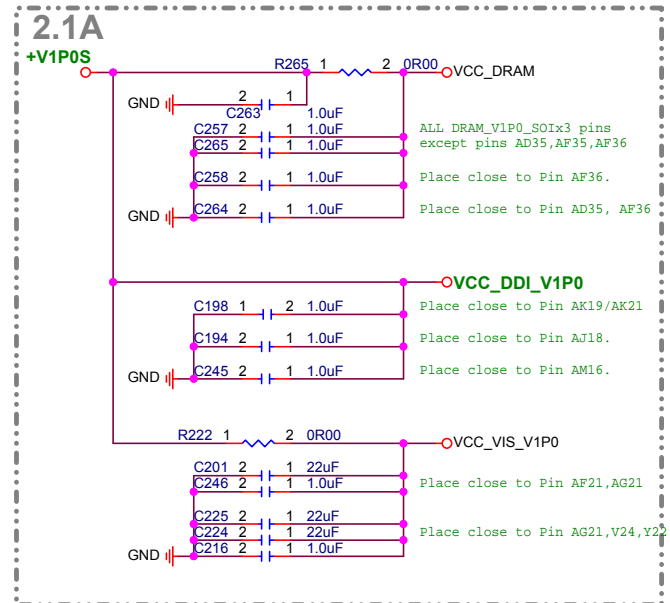 2.1A
+V1P0S
R265 1 2 0R00 VCC_DRAM
GND 2 1
C263 1.0uF
C257 2 1 1.0uF ALL DRAM_V1P0_SOIx3 pins
C265 2 1 1.0uF except pins AD35,AF35,AF36
C258 2 1 1.0uF Place close to Pin AF36.
GND C264 2 1 1.0uF Place close to Pin AD35, AF36
VCC_DDI_V1P0
C198 1 2 1.0uF Place close to Pin AK19/AK21
C194 2 1 1.0uF Place close to Pin AJ18.
GND C245 2 1 1.0uF Place close to Pin AM16.
R222 1 2 0R00 VCC_VIS_V1P0
C201 2 1 22uF
C246 2 1 1.0uF Place close to Pin AF21,AG21
C225 2 1 22uF
C224 2 1 22uF Place close to Pin AG21,V24,Y22
GND C216 2 1 1.0uF